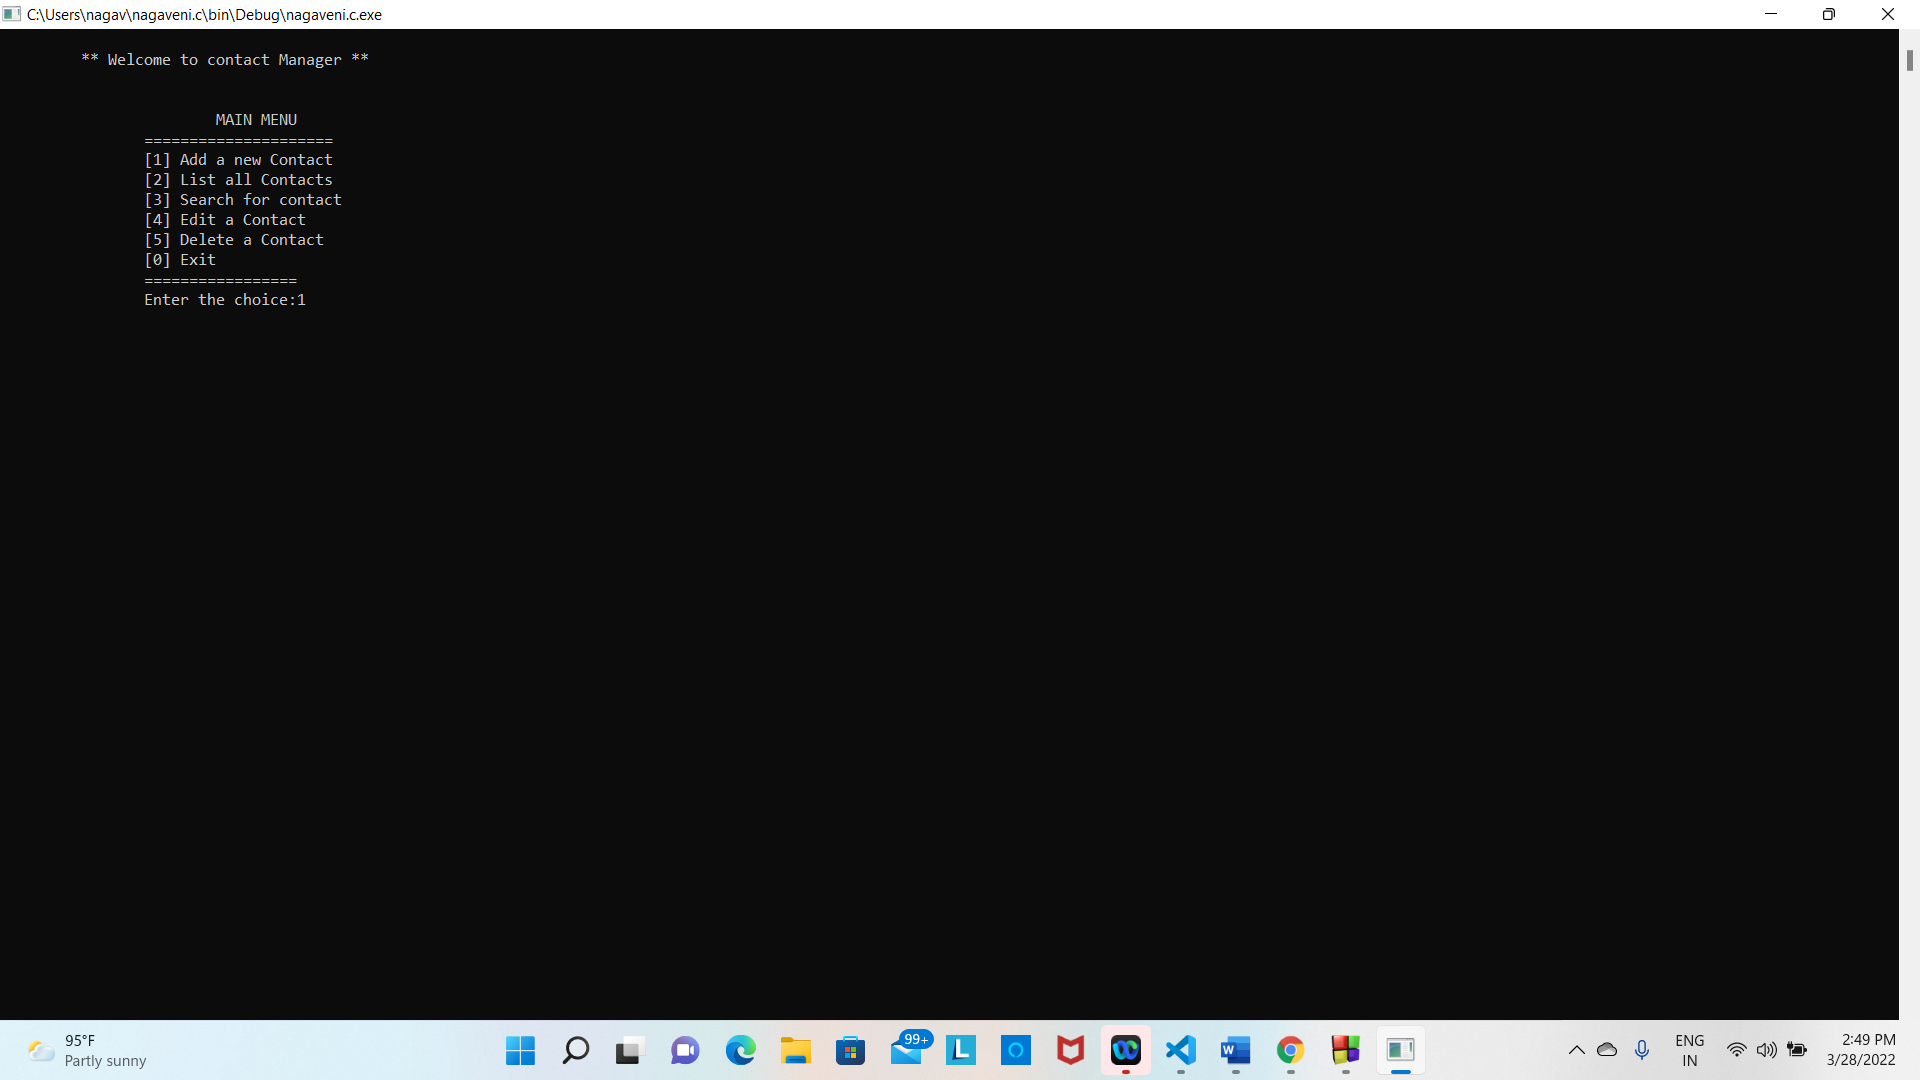 C:\Users\nagav\nagaveni.c\bin\Debug\nagaveni.c.exe
** Welcome to contact Manager **
MAIN MENU
=====================
[1] Add a new Contact
[2] List all Contacts
[3] Search for contact
[4] Edit a Contact
[5] Delete a Contact
[0] Exit
=================
Enter the choice:1
95°F
Partly sunny
99+
L
W
ENG
IN
2:49 PM
3/28/2022